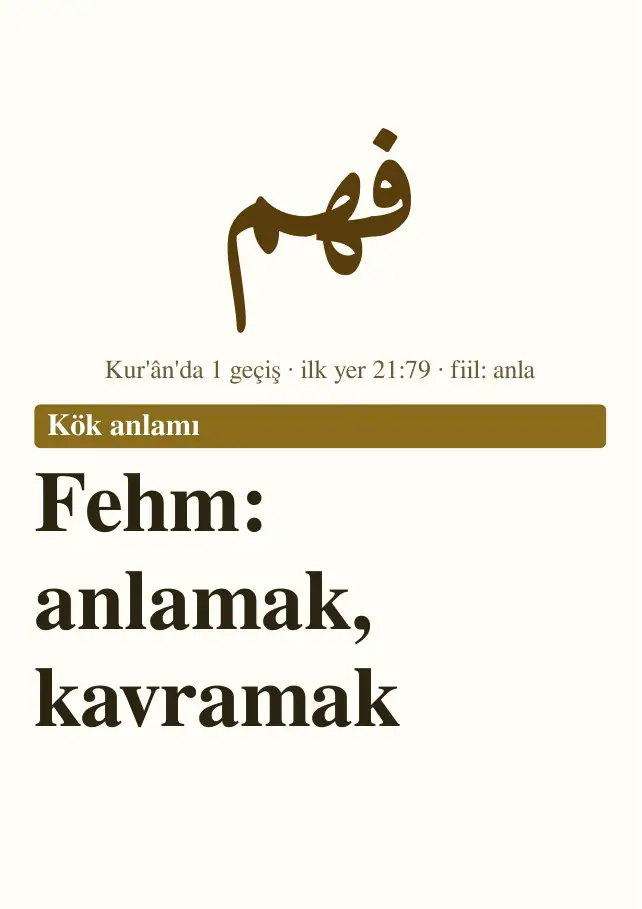 فهم
Kur'ân'da 1 geçiş · ilk yer 21:79 · fiil: anla
Kök anlamı
Fehm:
anlamak,
kavramak